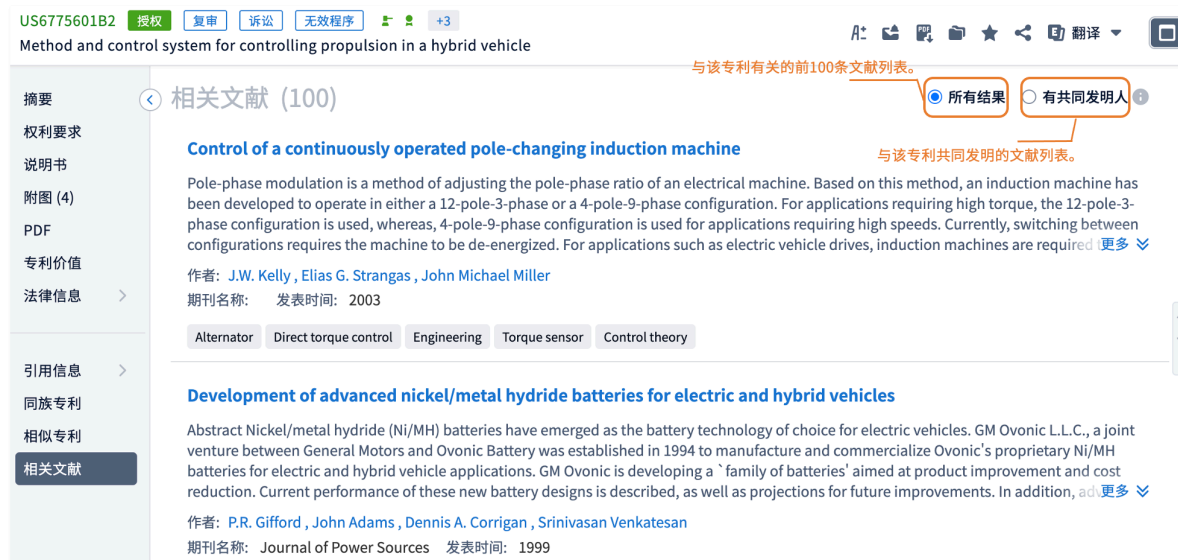 US6775601B2 授权 复审 诉讼 无效程序 +3
Method and control system for controlling propulsion in a hybrid vehicle
翻译
与该专利有关的前100条文献列表。
摘要
权利要求
说明书
附图 (4)
PDF
专利价值
法律信息
引用信息
同族专利
相似专利
相关文献
相关文献 (100)
所有结果 有共同发明人
与该专利共同发明的文献列表。
Control of a continuously operated pole-changing induction machine
Pole-phase modulation is a method of adjusting the pole-phase ratio of an electrical machine. Based on this method, an induction machine has
been developed to operate in either a 12-pole-3-phase or a 4-pole-9-phase configuration. For applications requiring high torque, the 12-pole-3-
phase configuration is used, whereas, 4-pole-9-phase configuration is used for applications requiring high speeds. Currently, switching between
configurations requires the machine to be de-energized. For applications such as electric vehicle drives, induction machines are required 更多
作者: J.W. Kelly , Elias G. Strangas , John Michael Miller
期刊名称: 发表时间: 2003
Alternator Direct torque control Engineering Torque sensor Control theory
Development of advanced nickel/metal hydride batteries for electric and hybrid vehicles
Abstract Nickel/metal hydride (Ni/MH) batteries have emerged as the battery technology of choice for electric vehicles. GM Ovonic L.L.C., a joint
venture between General Motors and Ovonic Battery was established in 1994 to manufacture and commercialize Ovonic's proprietary Ni/MH
batteries for electric and hybrid vehicle applications. GM Ovonic is developing a `family of batteries' aimed at product improvement and cost
reduction. Current performance of these new battery designs is described, as well as projections for future improvements. In addition, 更多
作者: P.R. Gifford , John Adams , Dennis A. Corrigan , Srinivasan Venkatesan
期刊名称: Journal of Power Sources 发表时间: 1999